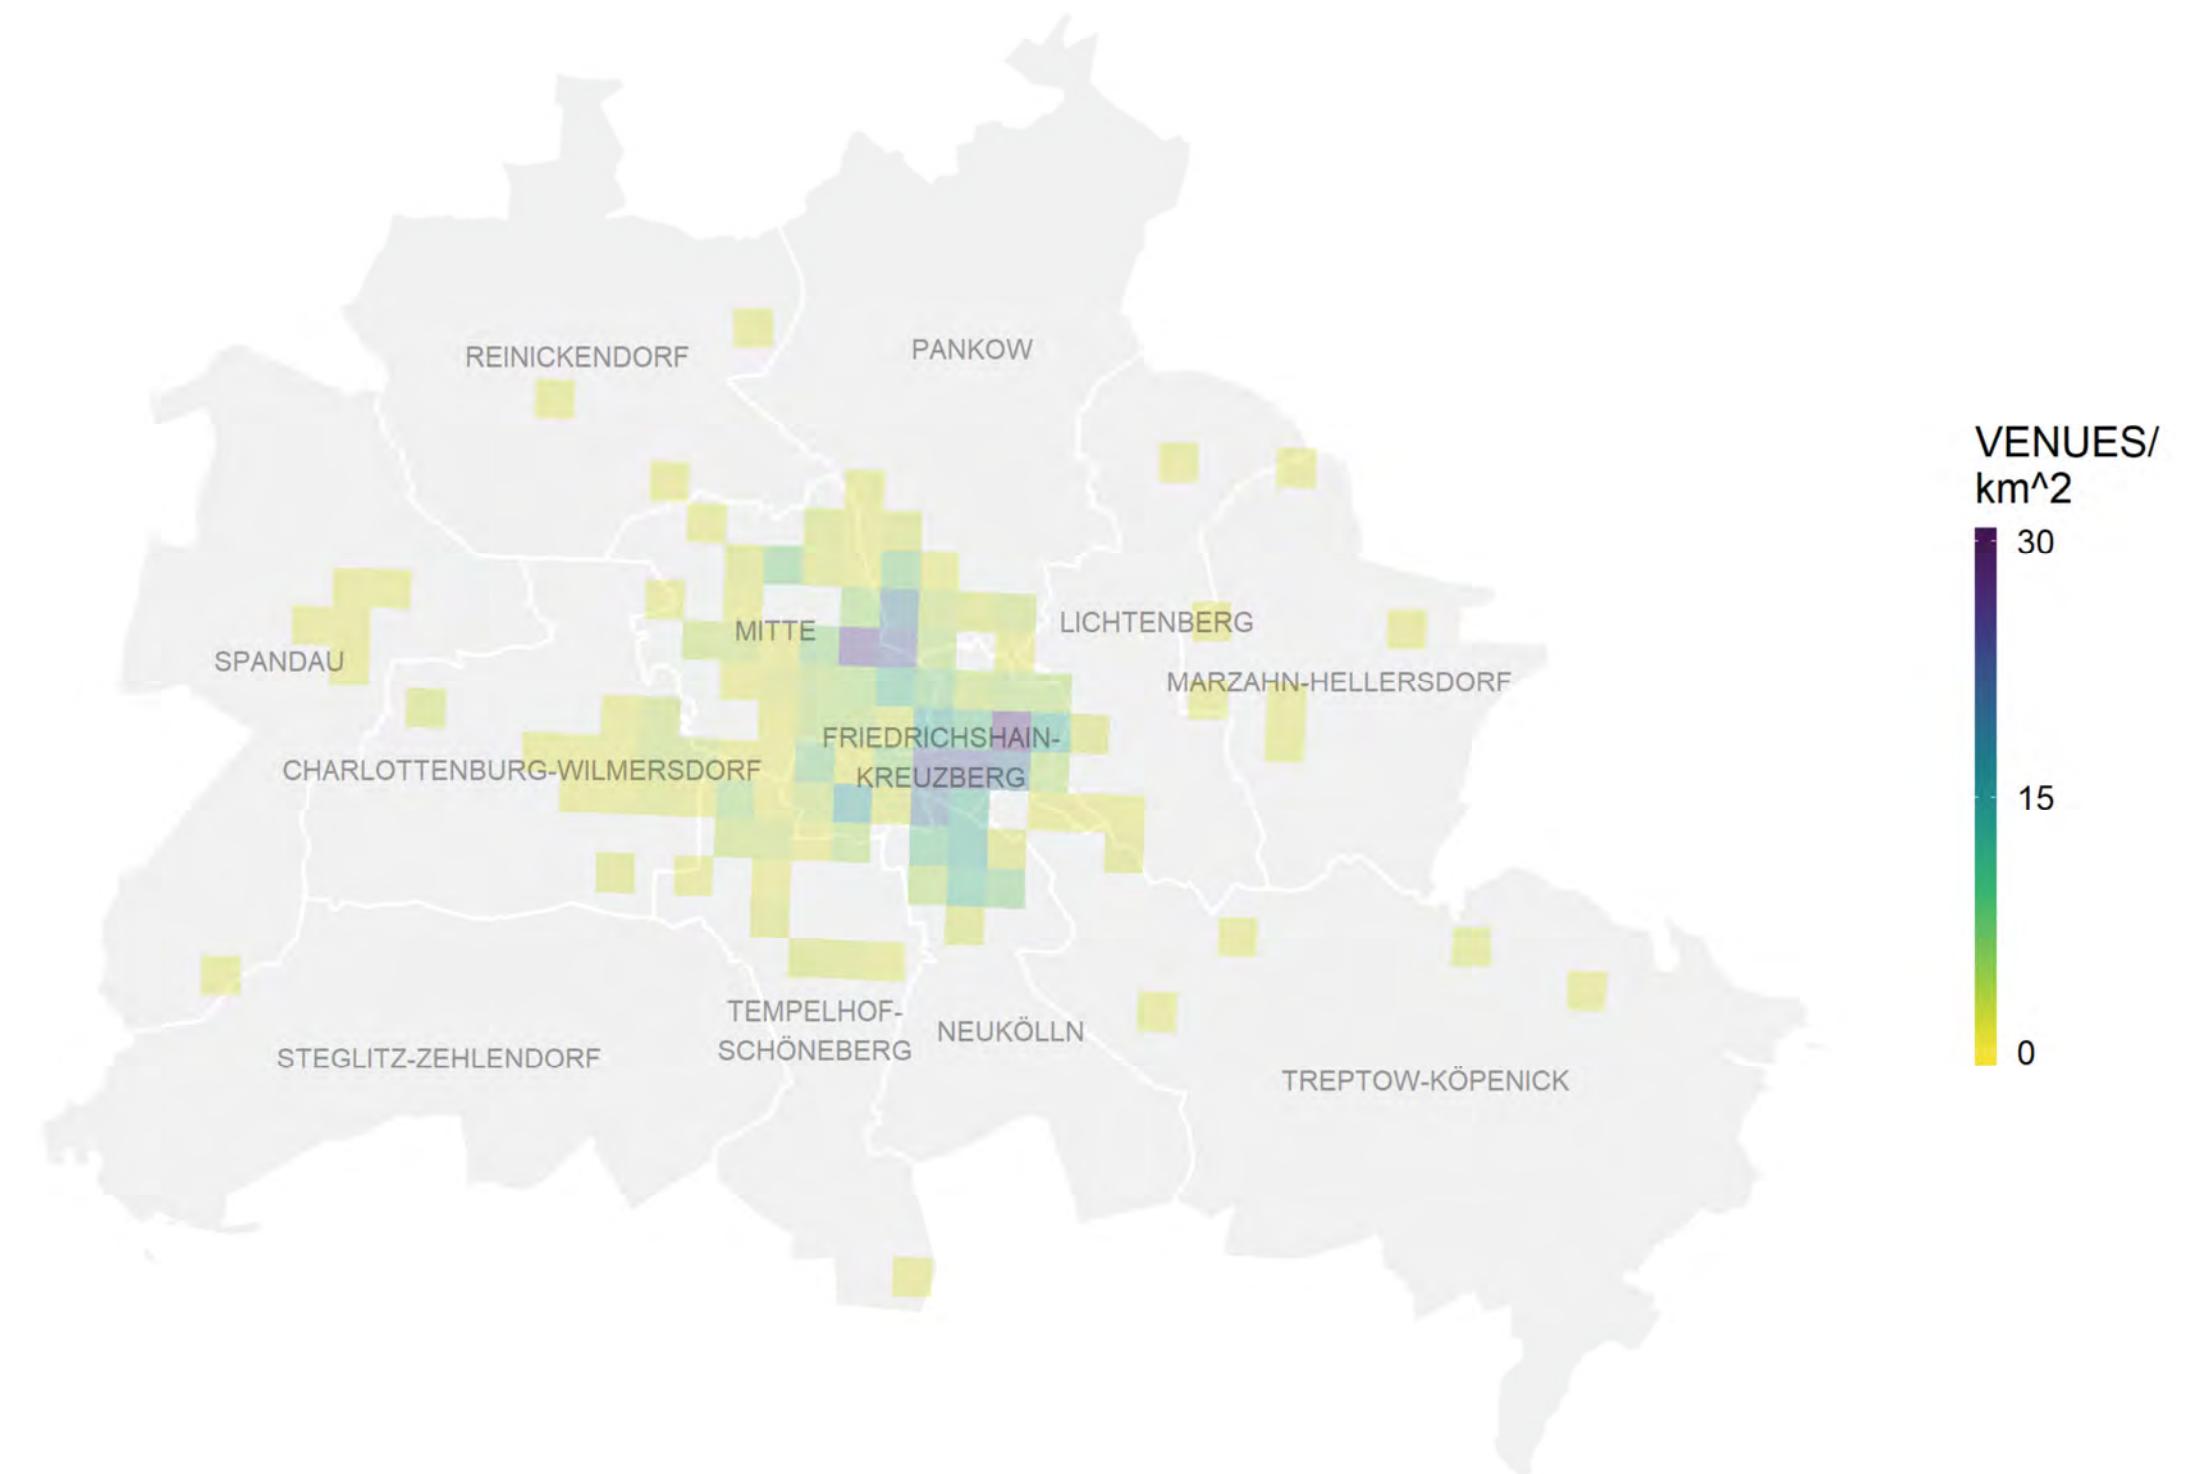 REINICKENDORF
PANKOW
VENUES/
km^2
30
15
0
MITTE
LICHTENBERG
SPANDAU
MARZAHN-HELLERSDORF
FRIEDRICHSHAIN-
KREUZBERG
CHARLOTTENBURG-WILMERSDORF
TEMPELHOF-
SCHÖNEBERG
NEUKÖLLN
STEGLITZ-ZEHLENDORF
TREPTOW-KÖPENICK